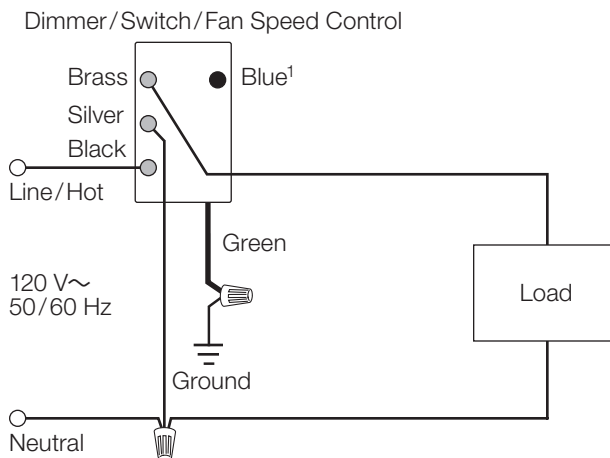 Dimmer/Switch/Fan Speed Control
Brass
Blue¹
Silver
Black
Line/Hot
Green
120 V~
50/60 Hz
Load
Ground
Neutral